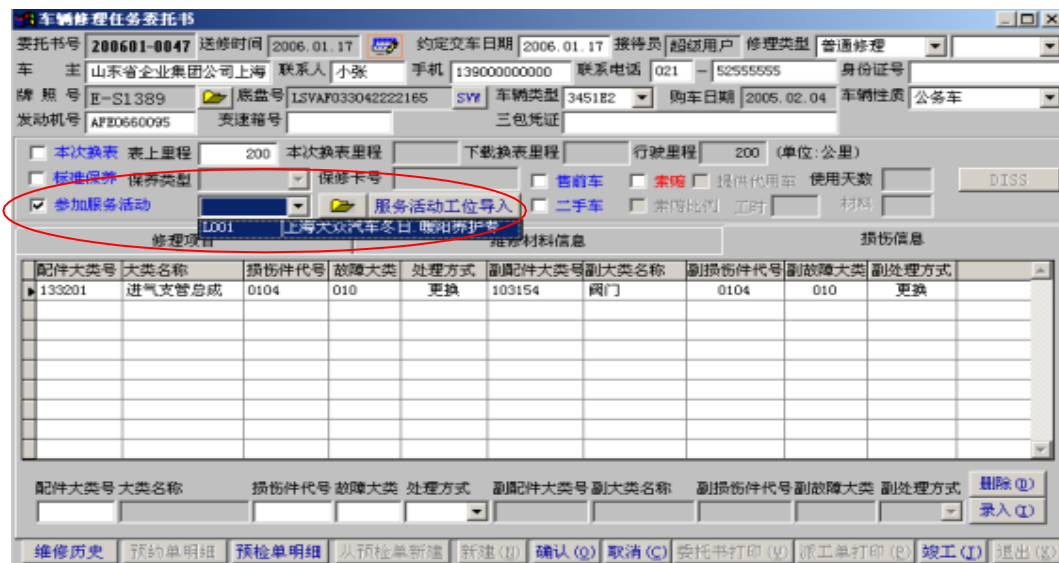 车辆修理任务委托书
委托书号 200601-0047 送修时间 2006.01.17 约定交车日期 2006.01.17 接待员 超级用户 修理类型 普通修理
车 主 山东省企业集团公司上海 联系人 小张 手机 139000000000 联系电话 021 - 52555555 身份证号
牌照号 E-S1389 底盘号 LSVAF033042222165 SVW 车辆类型 3451E2 购车日期 2005.02.04 车辆性质 公务车
发动机号 AFE0660095 变速箱号 三包凭证
本次换表 表上里程 200 本次换表里程 下载换表里程 行驶里程 200 (单位:公里)
标准保养 保养类型 保修卡号 售前车 索赔 提供代用车 使用天数 DISS
参加服务活动 服务活动工位导入 二手车 索赔比例 工时 材料
L001 上海大众汽车冬日.暖阳养护
修理项目 维修材料信息 损伤信息
配件大类号 大类名称 损伤件代号 故障大类 处理方式 副配件大类号 副大类名称 副损伤件代号 副故障大类 副处理方式
133201 进气支管总成 0104 010 更换 103154 阀门 0104 010 更换
配件大类号 大类名称 损伤件代号 故障大类 处理方式 副配件大类号 副大类名称 副损伤件代号 副故障大类 副处理方式 删除(D)
录入(I)
维修历史 预约单明细 预检单明细 从预检单新建 新建(N) 确认(O) 取消(C) 委托书打印(W) 派工单打印(P) 竣工(J) 退出(X)